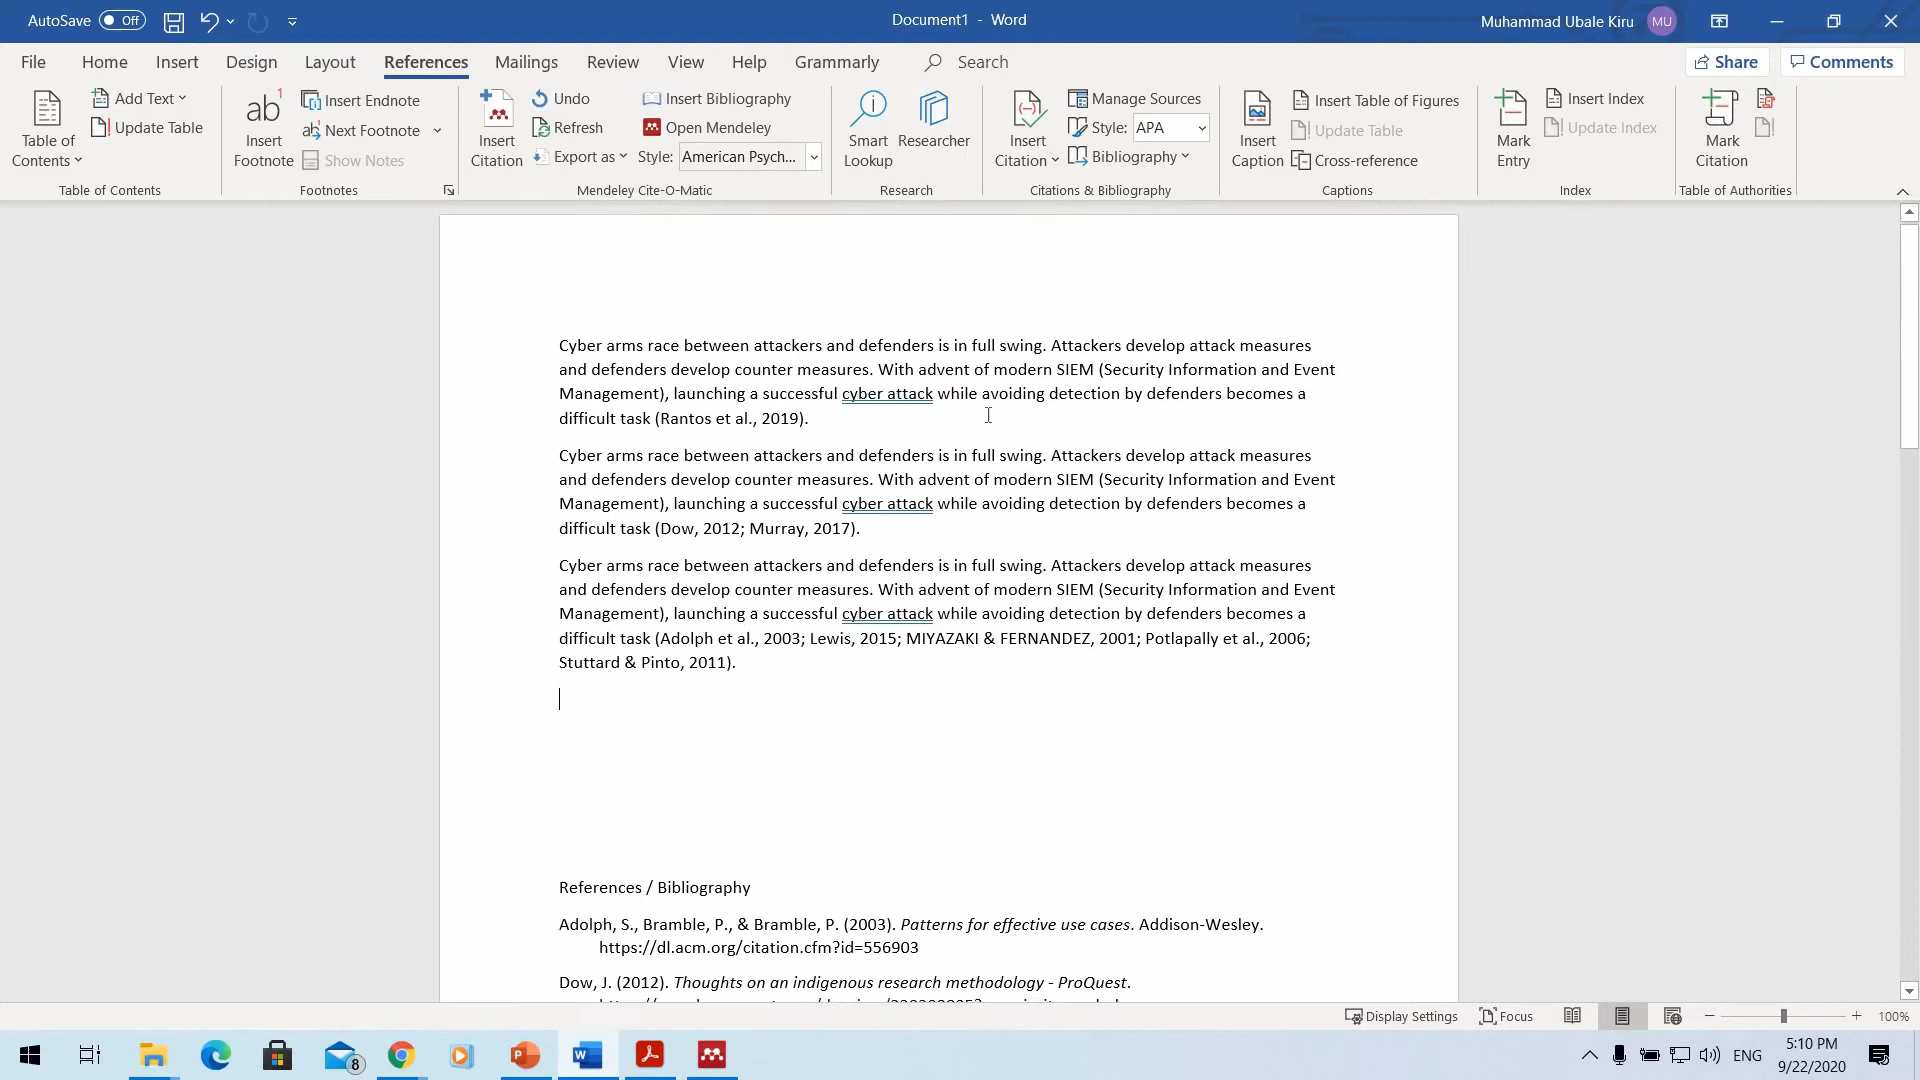 AutoSave Off
Document1 - Word
Muhammad Ubale Kiru MU
File Home Insert Design Layout References Mailings Review View Help Grammarly Search
Share Comments
Table of Contents
Add Text
Update Table
Table of Contents
ab 1
Insert Footnote
Insert Endnote
Next Footnote
Show Notes
Footnotes
Insert Citation
Undo
Refresh
Export as
Insert Bibliography
Open Mendeley
Style: American Psych...
Mendeley Cite-O-Matic
Smart Lookup
Researcher
Research
Insert Citation
Manage Sources
Style: APA
Bibliography
Citations & Bibliography
Insert Caption
Insert Table of Figures
Update Table
Cross-reference
Captions
Mark Entry
Insert Index
Update Index
Index
Mark Citation
Table of Authorities
Cyber arms race between attackers and defenders is in full swing. Attackers develop attack measures
and defenders develop counter measures. With advent of modern SIEM (Security Information and Event
Management), launching a successful cyber attack while avoiding detection by defenders becomes a
difficult task (Rantos et al., 2019).
Cyber arms race between attackers and defenders is in full swing. Attackers develop attack measures
and defenders develop counter measures. With advent of modern SIEM (Security Information and Event
Management), launching a successful cyber attack while avoiding detection by defenders becomes a
difficult task (Dow, 2012; Murray, 2017).
Cyber arms race between attackers and defenders is in full swing. Attackers develop attack measures
and defenders develop counter measures. With advent of modern SIEM (Security Information and Event
Management), launching a successful cyber attack while avoiding detection by defenders becomes a
difficult task (Adolph et al., 2003; Lewis, 2015; MIYAZAKI & FERNANDEZ, 2001; Potlapally et al., 2006;
Stuttard & Pinto, 2011).
References / Bibliography
Adolph, S., Bramble, P., & Bramble, P. (2003). Patterns for effective use cases. Addison-Wesley.
https://dl.acm.org/citation.cfm?id=556903
Dow, J. (2012). Thoughts on an indigenous research methodology - ProQuest.
Display Settings Focus 100%
8
ENG
5:10 PM
9/22/2020